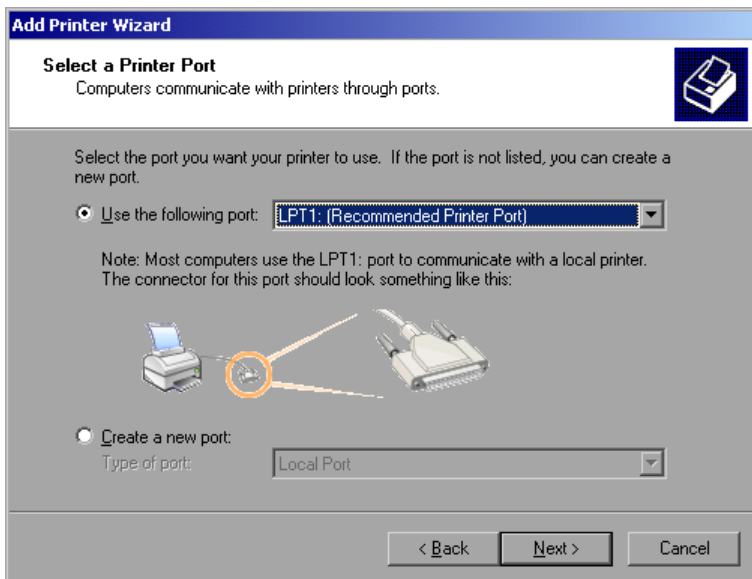 Add Printer Wizard
Select a Printer Port
Computers communicate with printers through ports.
Select the port you want your printer to use. If the port is not listed, you can create a
new port.
Use the following port: LPT1: (Recommended Printer Port)
Note: Most computers use the LPT1: port to communicate with a local printer.
The connector for this port should look something like this:
Create a new port:
Type of port: Local Port
< Back Next > Cancel